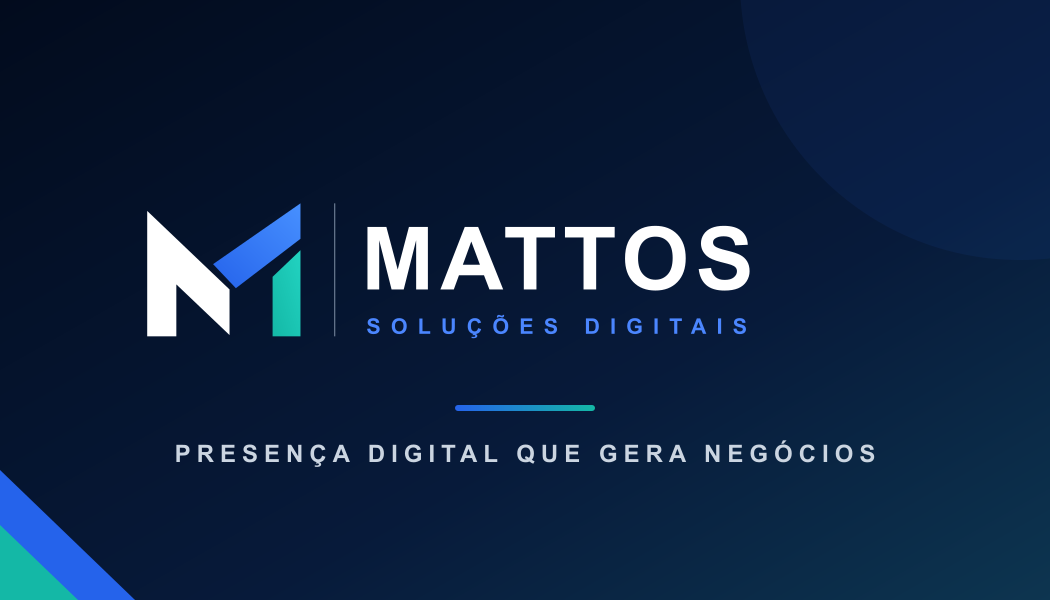 MATTOS
SOLUÇÕES DIGITAIS
PRESENÇA DIGITAL QUE GERA NEGÓCIOS